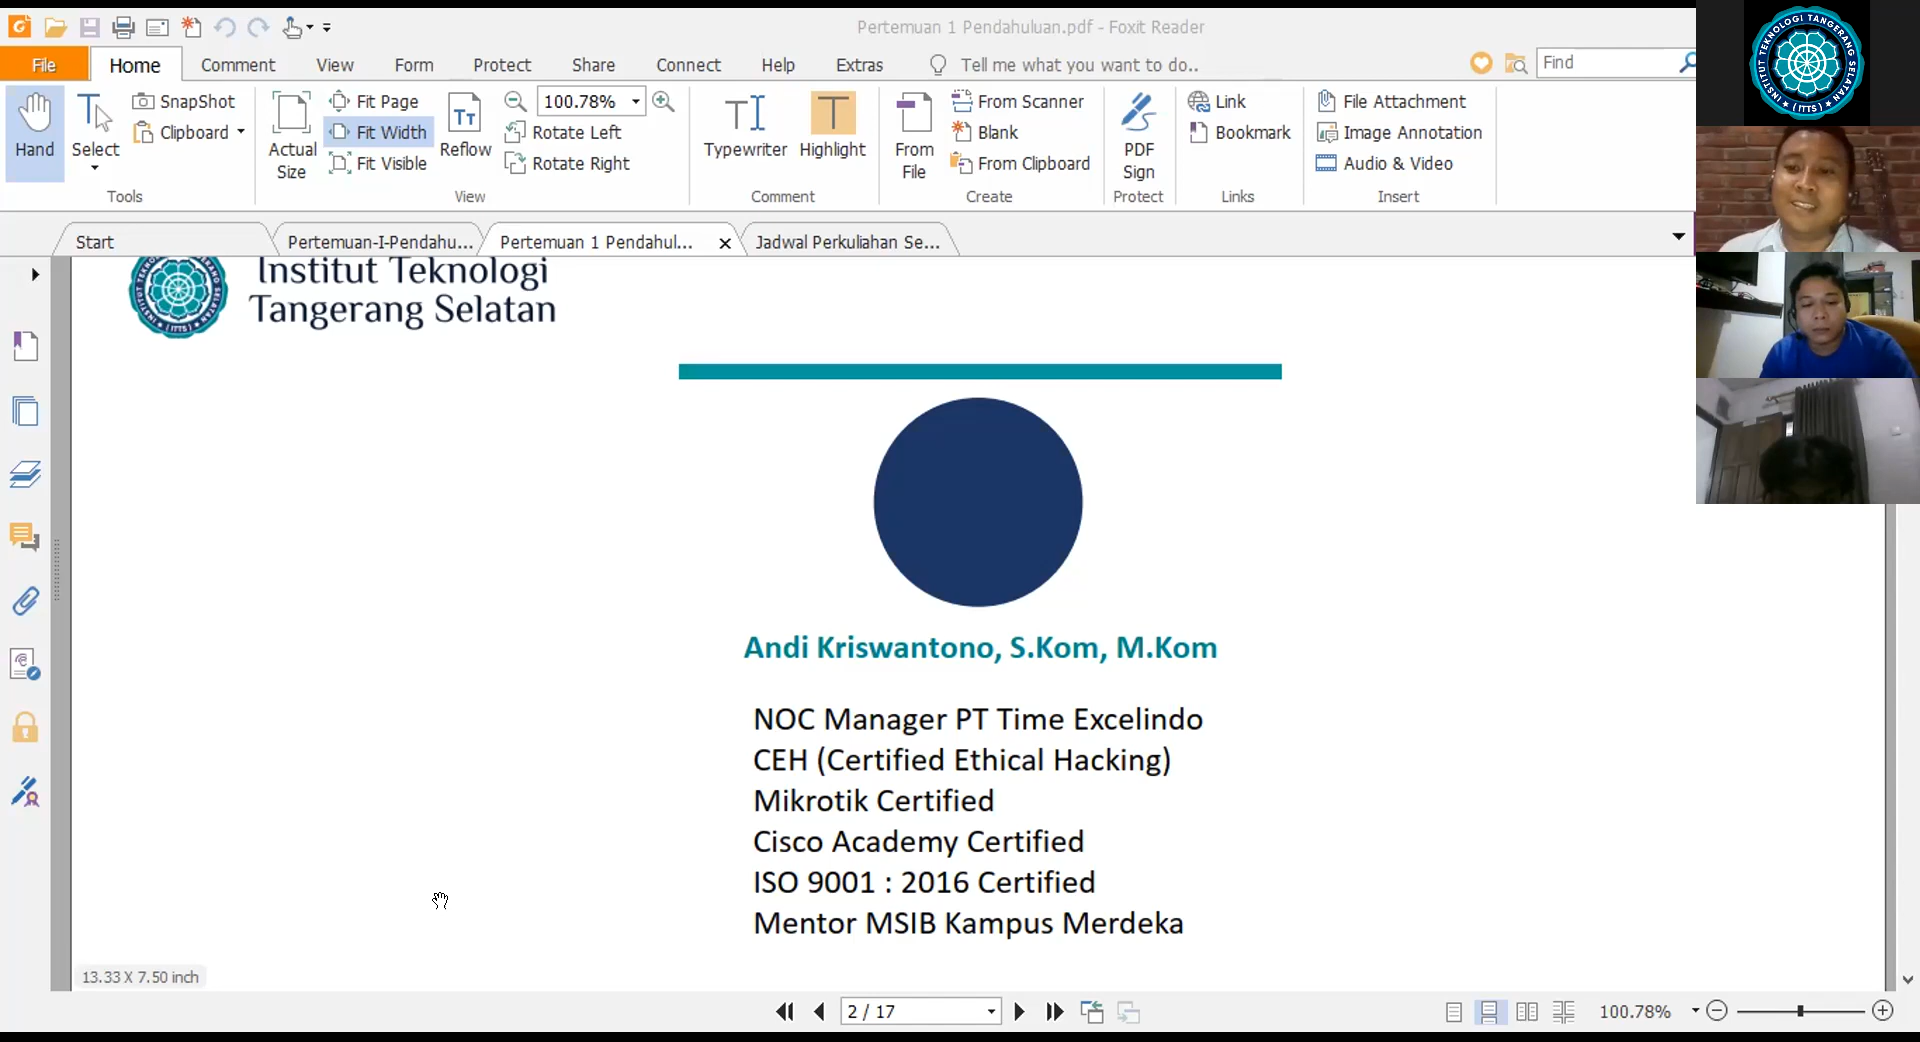 Pertemuan 1 Pendahuluan.pdf - Foxit Reader
File Home Comment View Form Protect Share Connect Help Extras Tell me what you want to do.. Find
Hand
Select
SnapShot
Clipboard
Tools
Actual Size
Fit Page
Fit Width
Fit Visible
Reflow
100.78%
Rotate Left
Rotate Right
View
Typewriter
Highlight
Comment
From File
From Scanner
Blank
From Clipboard
Create
PDF Sign
Protect
Link
Bookmark
Links
File Attachment
Image Annotation
Audio & Video
Insert
Start
Pertemuan-I-Pendahu...
Pertemuan 1 Pendahul...
Jadwal Perkuliahan Se...
Institut Teknologi
Tangerang Selatan
Andi Kriswantono, S.Kom, M.Kom
NOC Manager PT Time Excelindo
CEH (Certified Ethical Hacking)
Mikrotik Certified
Cisco Academy Certified
ISO 9001 : 2016 Certified
Mentor MSIB Kampus Merdeka
13.33 X 7.50 inch
2 / 17
100.78%
INSTITUT TEKNOLOGI TANGERANG SELATAN
(ITTS)